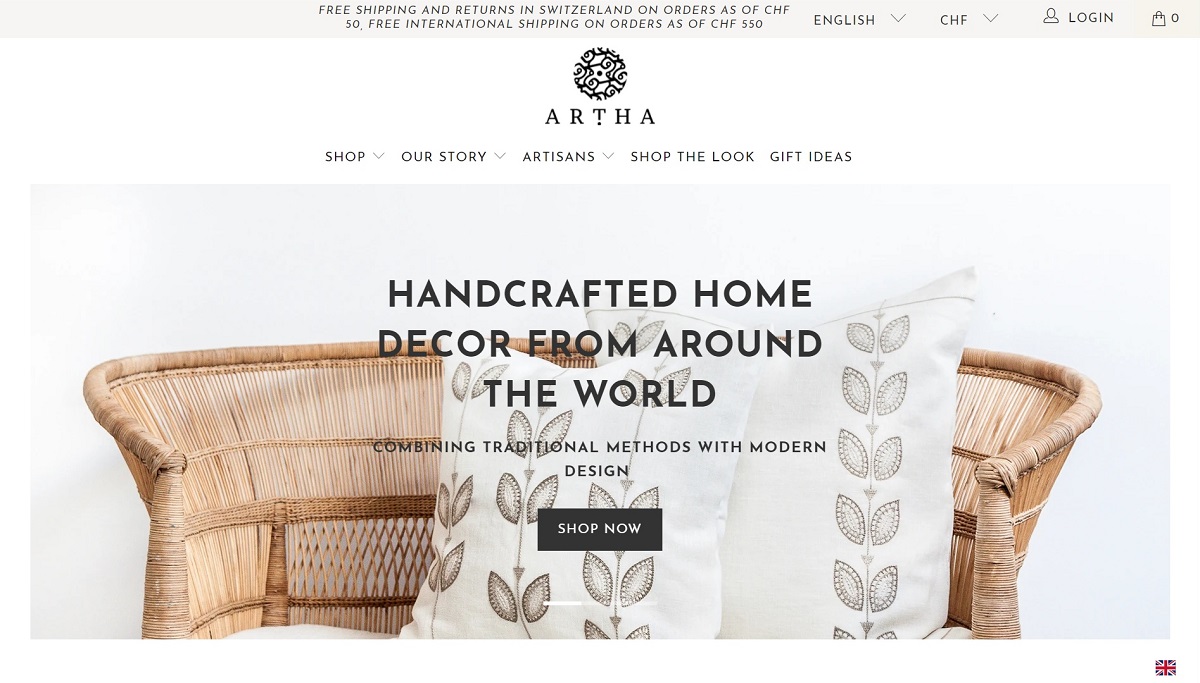 FREE SHIPPING AND RETURNS IN SWITZERLAND ON ORDERS AS OF CHF
50, FREE INTERNATIONAL SHIPPING ON ORDERS AS OF CHF 550
ENGLISH
CHF
LOGIN
0
ARTHA
SHOP
OUR STORY
ARTISANS
SHOP THE LOOK
GIFT IDEAS
HANDCRAFTED HOME
DECOR FROM AROUND
THE WORLD
COMBINING TRADITIONAL METHODS WITH MODERN
DESIGN
SHOP NOW